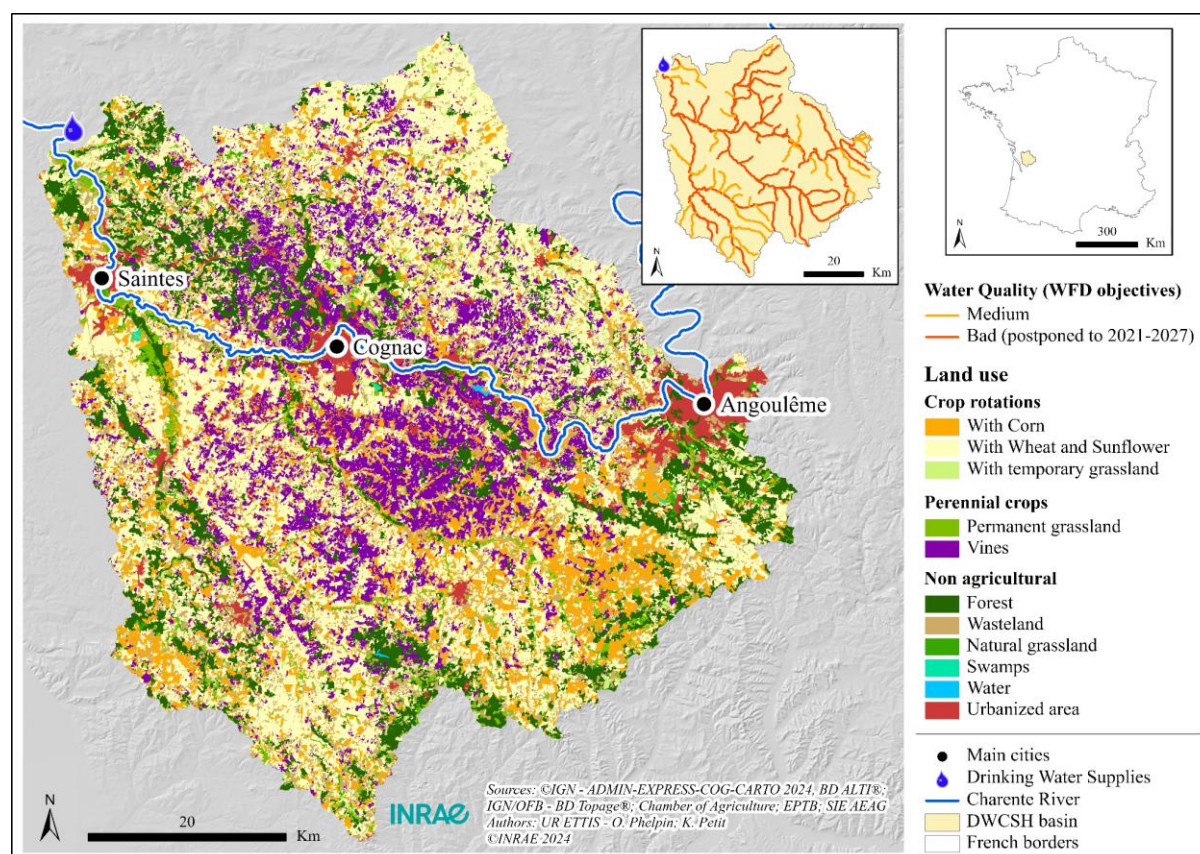 Saintes
Cognac
Angoulême
N
20
Km
INRAE
Sources: ©IGN - ADMIN-EXPRESS-COG-CARTO 2024, BD ALTI®;
IGN/OFB - BD Topage®; Chamber of Agriculture; EPTB; SIE AEAG
Authors: UR ETTIS - O. Phelpin; K. Petit
©INRAE 2024
N
20
Km
N
300
Km
Water Quality (WFD objectives)
Medium
Bad (postponed to 2021-2027)
Land use
Crop rotations
With Corn
With Wheat and Sunflower
With temporary grassland
Perennial crops
Permanent grassland
Vines
Non agricultural
Forest
Wasteland
Natural grassland
Swamps
Water
Urbanized area
Main cities
Drinking Water Supplies
Charente River
DWCSH basin
French borders